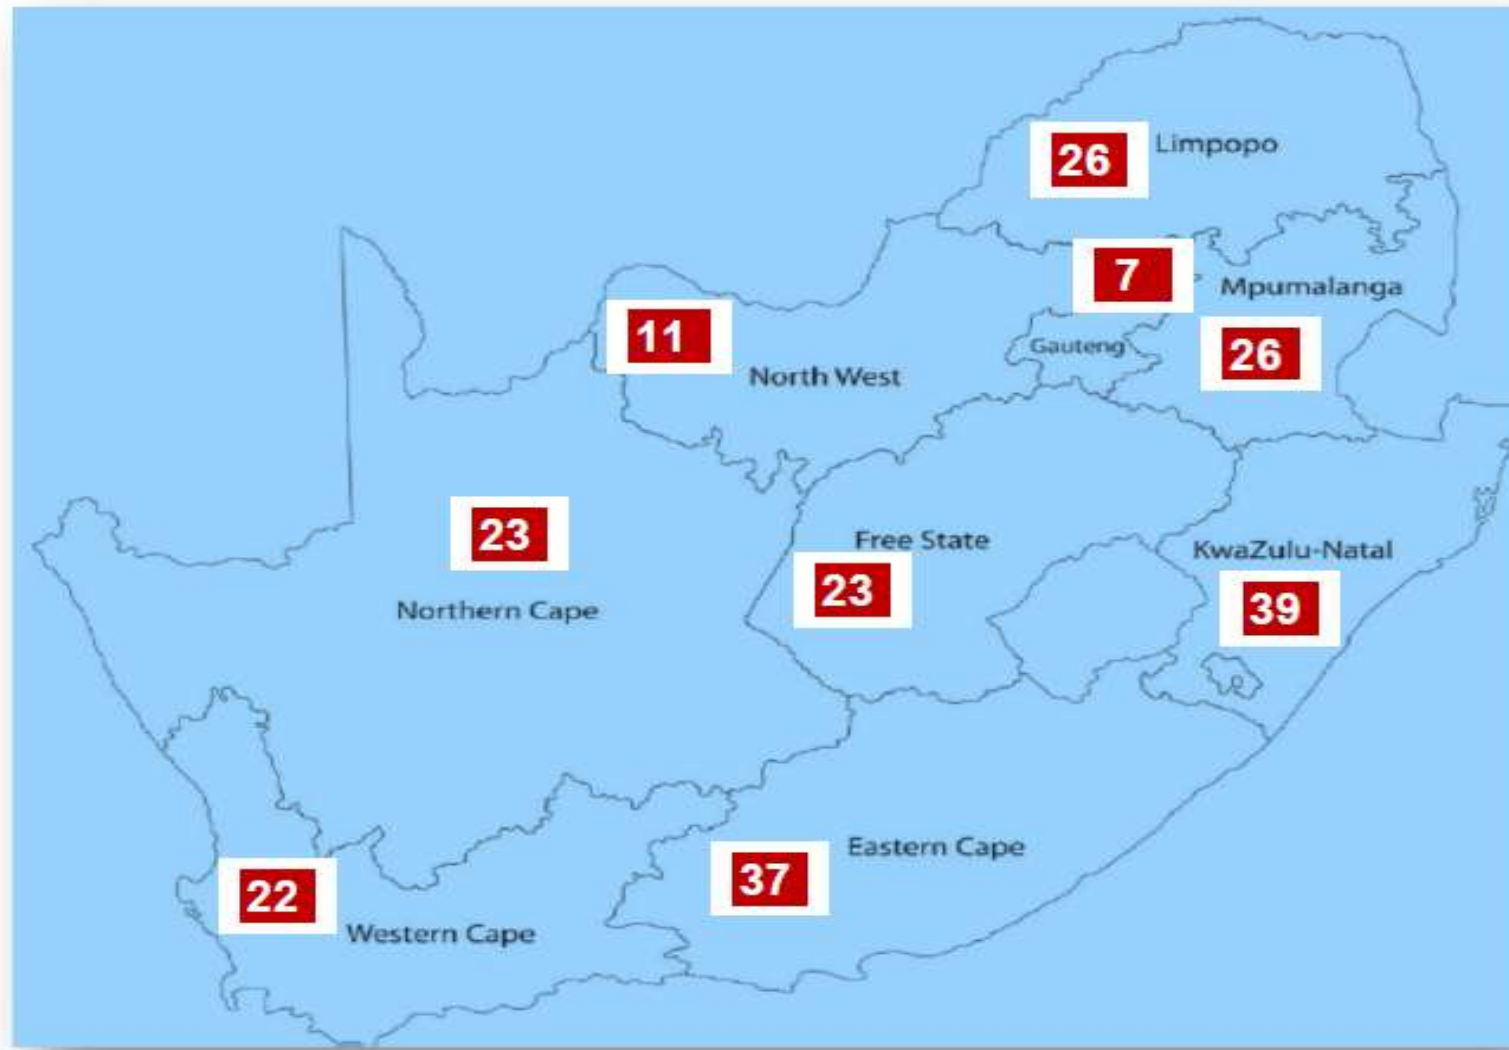 26
Limpopo
7
Mpumalanga
11
Gauteng
26
North West
23
Free State
KwaZulu-Natal
23
39
Northern Cape
Eastern Cape
37
22
Western Cape